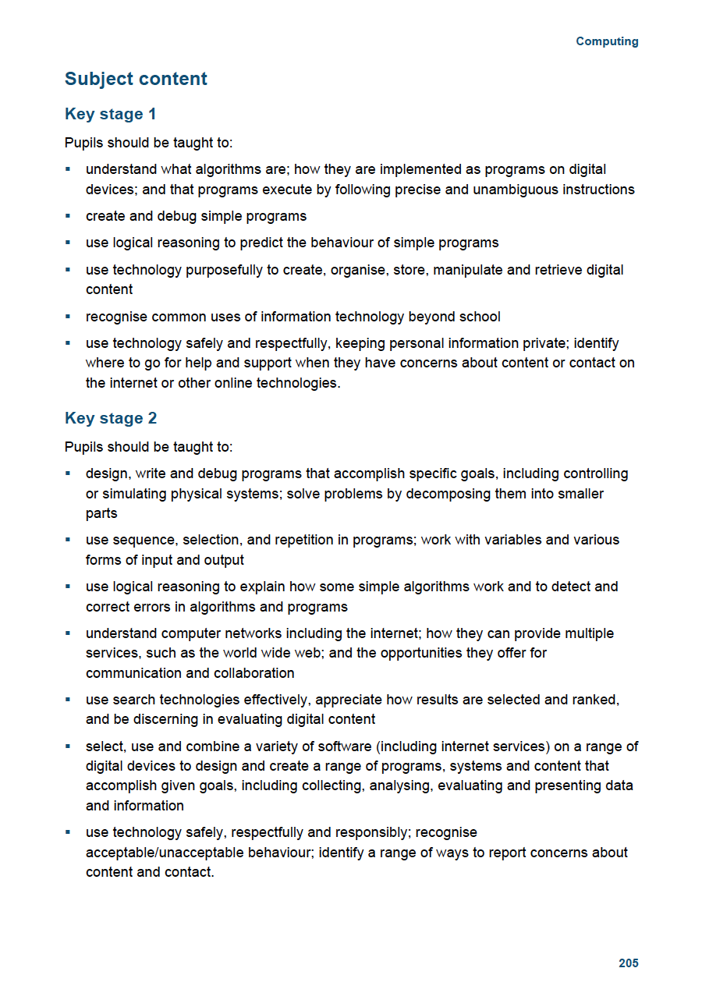 Computing
Subject content
Key stage 1
Pupils should be taught to:
▪ understand what algorithms are; how they are implemented as programs on digital
devices; and that programs execute by following precise and unambiguous instructions
▪ create and debug simple programs
▪ use logical reasoning to predict the behaviour of simple programs
▪ use technology purposefully to create, organise, store, manipulate and retrieve digital
content
▪ recognise common uses of information technology beyond school
▪ use technology safely and respectfully, keeping personal information private; identify
where to go for help and support when they have concerns about content or contact on
the internet or other online technologies.
Key stage 2
Pupils should be taught to:
▪ design, write and debug programs that accomplish specific goals, including controlling
or simulating physical systems; solve problems by decomposing them into smaller
parts
▪ use sequence, selection, and repetition in programs; work with variables and various
forms of input and output
▪ use logical reasoning to explain how some simple algorithms work and to detect and
correct errors in algorithms and programs
▪ understand computer networks including the internet; how they can provide multiple
services, such as the world wide web; and the opportunities they offer for
communication and collaboration
▪ use search technologies effectively, appreciate how results are selected and ranked,
and be discerning in evaluating digital content
▪ select, use and combine a variety of software (including internet services) on a range of
digital devices to design and create a range of programs, systems and content that
accomplish given goals, including collecting, analysing, evaluating and presenting data
and information
▪ use technology safely, respectfully and responsibly; recognise
acceptable/unacceptable behaviour; identify a range of ways to report concerns about
content and contact.
205